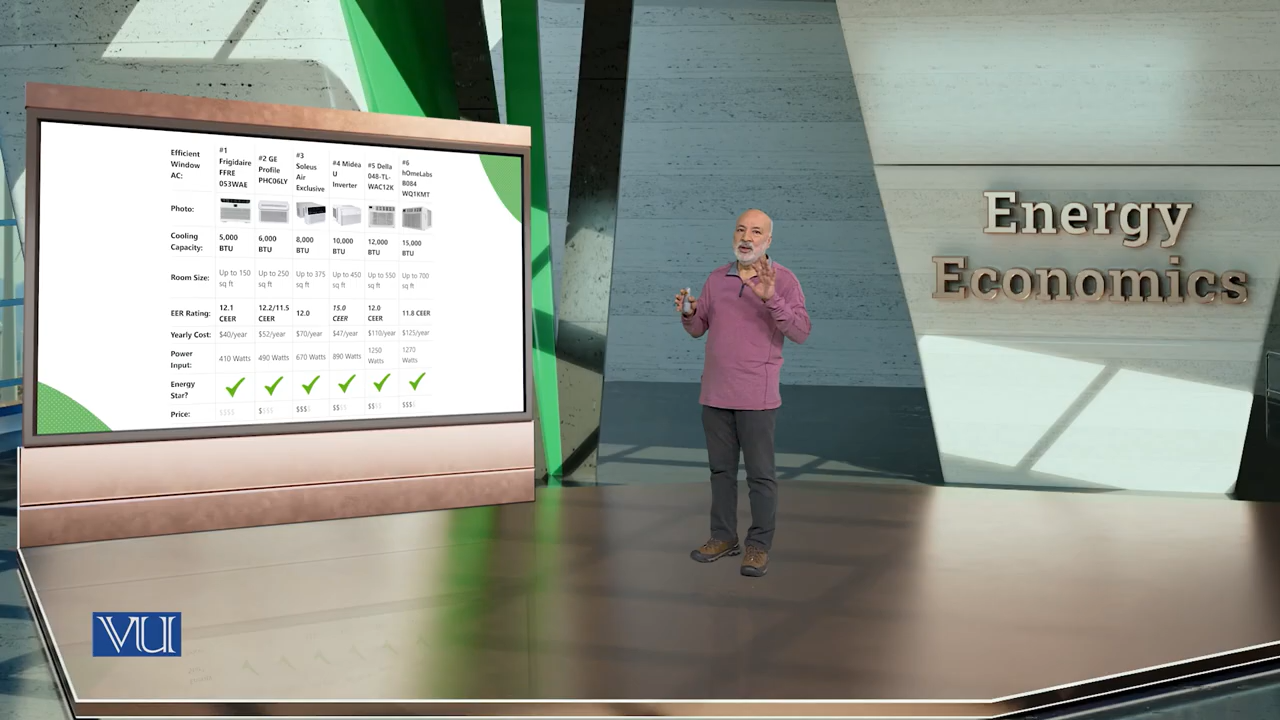 Efficient Window AC:
#1 Frigidaire FFRE 053WAE
#2 GE Profile PHC06LY
#3 Soleus Air Exclusive
#4 Midea U Inverter
#5 Della 048-TL-WAC12K
#6 hOmeLabs 8084 WQ1KMT
Photo:
Cooling Capacity: 5,000 BTU 6,000 BTU 8,000 BTU 10,000 BTU 12,000 BTU 15,000 BTU
Room Size: Up to 150 sq ft Up to 250 sq ft Up to 375 sq ft Up to 450 sq ft Up to 550 sq ft Up to 700 sq ft
EER Rating: 12.1 CEER 12.2/11.5 CEER 12.0 15.0 CEER 12.0 CEER 11.8 CEER
Yearly Cost: $40/year $52/year $70/year $47/year $110/year $125/year
Power Input: 410 Watts 490 Watts 670 Watts 890 Watts 1250 Watts 1270 Watts
Energy Star?
Price: $$$$ $$$$ $$$$ $$$$ $$$$ $$$$
Energy
Economics
VU